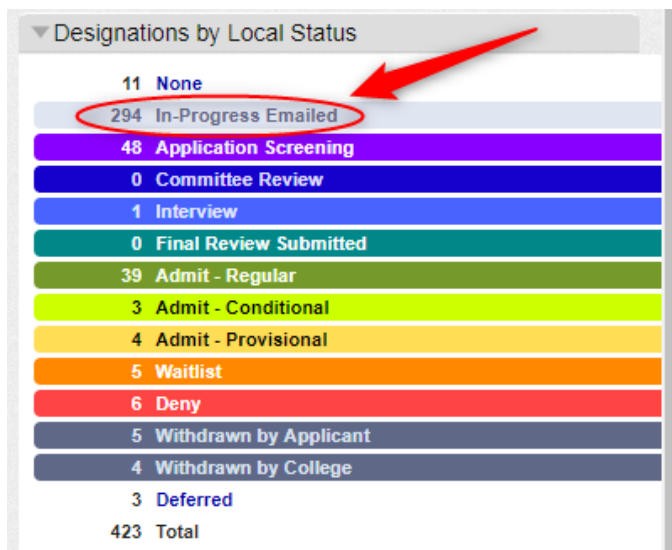 Designations by Local Status
11 None
294 In-Progress Emailed
48 Application Screening
0 Committee Review
1 Interview
0 Final Review Submitted
39 Admit - Regular
3 Admit - Conditional
4 Admit - Provisional
5 Waitlist
6 Deny
5 Withdrawn by Applicant
4 Withdrawn by College
3 Deferred
423 Total